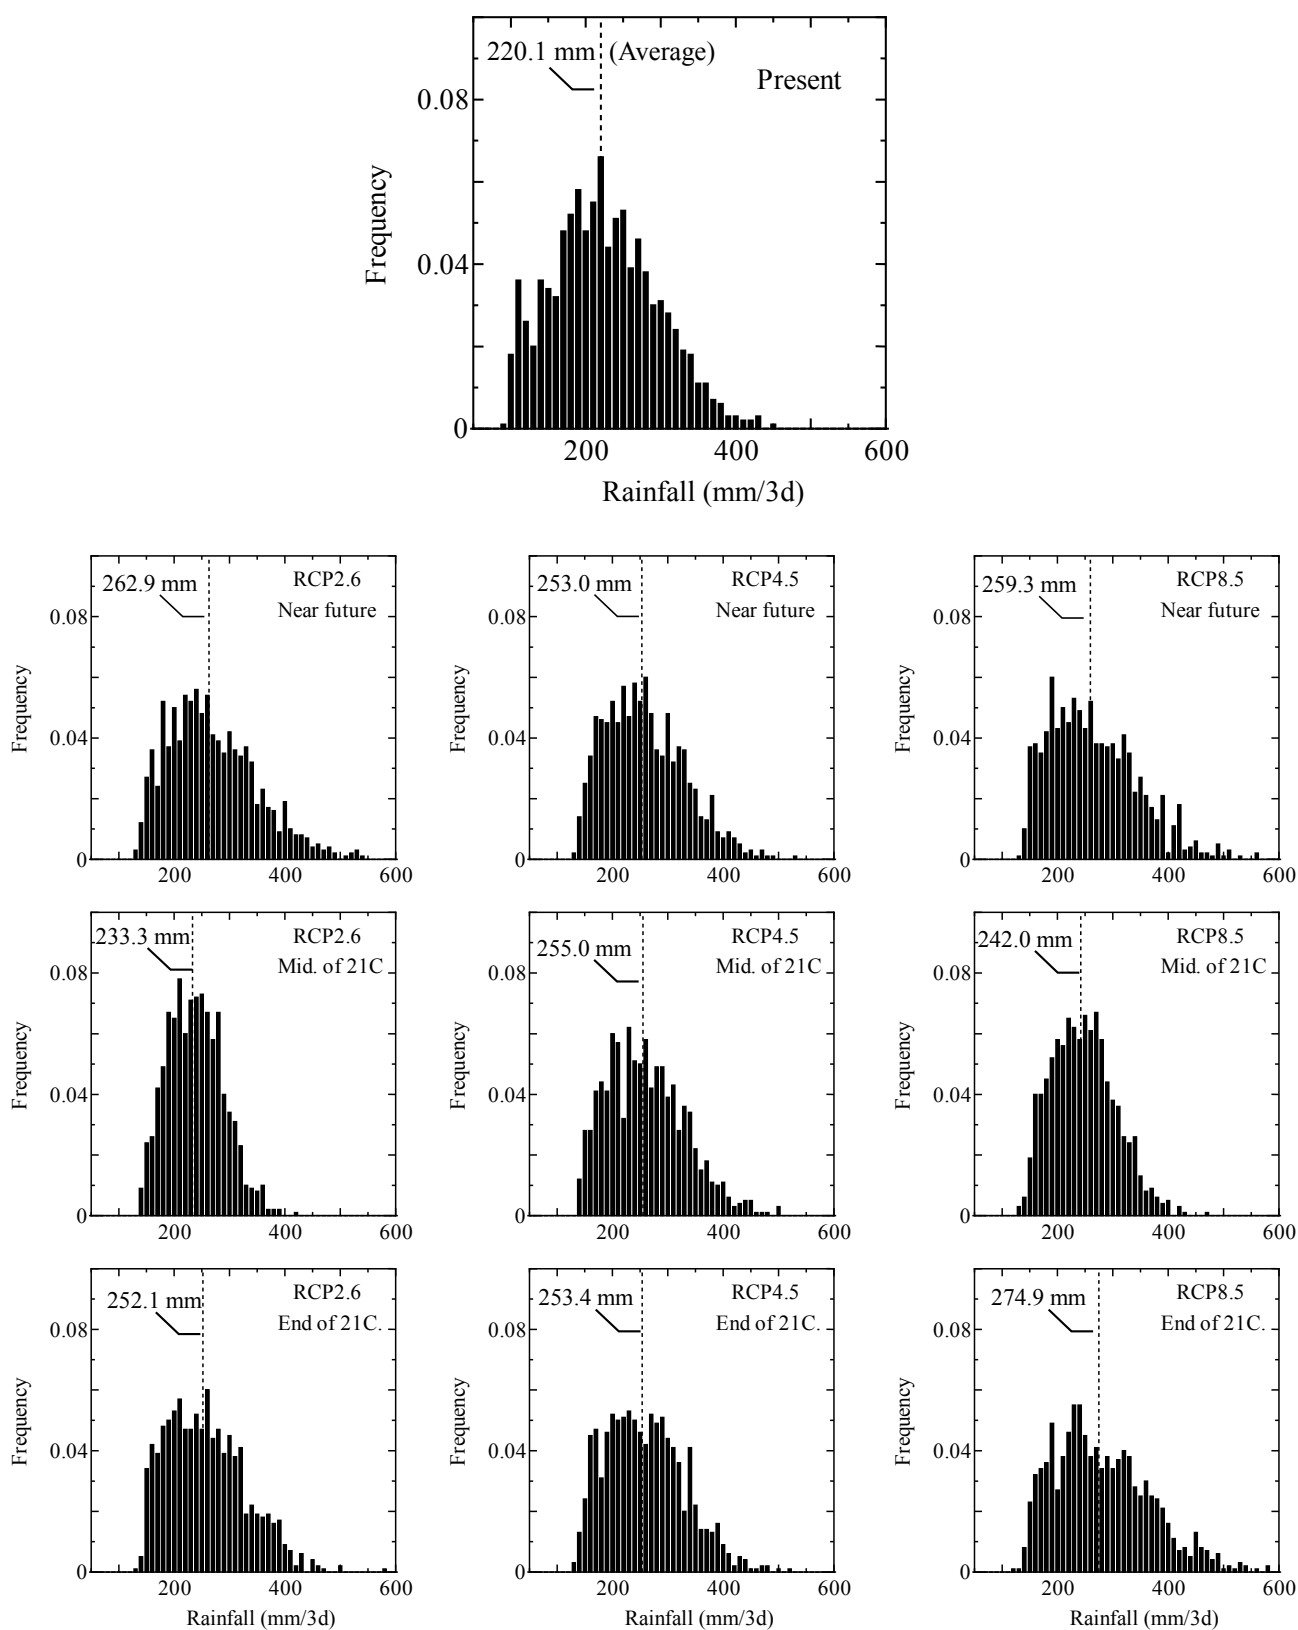 220.1 mm (Average)
Present
0.08
0.04
0
Frequency
200 400 600
Rainfall (mm/3d)
262.9 mm
RCP2.6
Near future
0.08
0.04
0
Frequency
200 400 600
253.0 mm
RCP4.5
Near future
0.08
0.04
0
Frequency
200 400 600
259.3 mm
RCP8.5
Near future
0.08
0.04
0
Frequency
200 400 600
233.3 mm
RCP2.6
Mid. of 21C
0.08
0.04
0
Frequency
200 400 600
255.0 mm
RCP4.5
Mid. of 21C
0.08
0.04
0
Frequency
200 400 600
242.0 mm
RCP8.5
Mid. of 21C
0.08
0.04
0
Frequency
200 400 600
252.1 mm
RCP2.6
End of 21C.
0.08
0.04
0
Frequency
200 400 600
Rainfall (mm/3d)
253.4 mm
RCP4.5
End of 21C.
0.08
0.04
0
Frequency
200 400 600
Rainfall (mm/3d)
274.9 mm
RCP8.5
End of 21C.
0.08
0.04
0
Frequency
200 400 600
Rainfall (mm/3d)